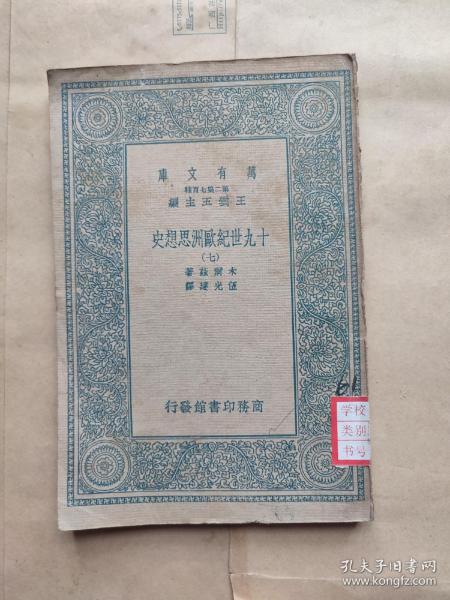 萬有文庫
第二集七百種
王雲五主編
十九世紀歐洲思想史
(七)
木爾茲著
伍光建譯
商務印書館發行
学校
类别
书号
孔夫子旧书网
www.kongfz.com